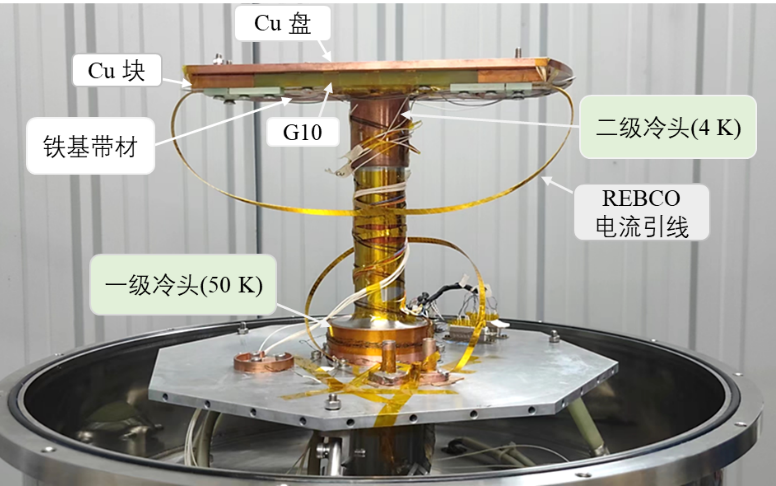 Cu 盘
Cu 块
铁基带材
G10
二级冷头(4 K)
REBCO
电流引线
一级冷头(50 K)